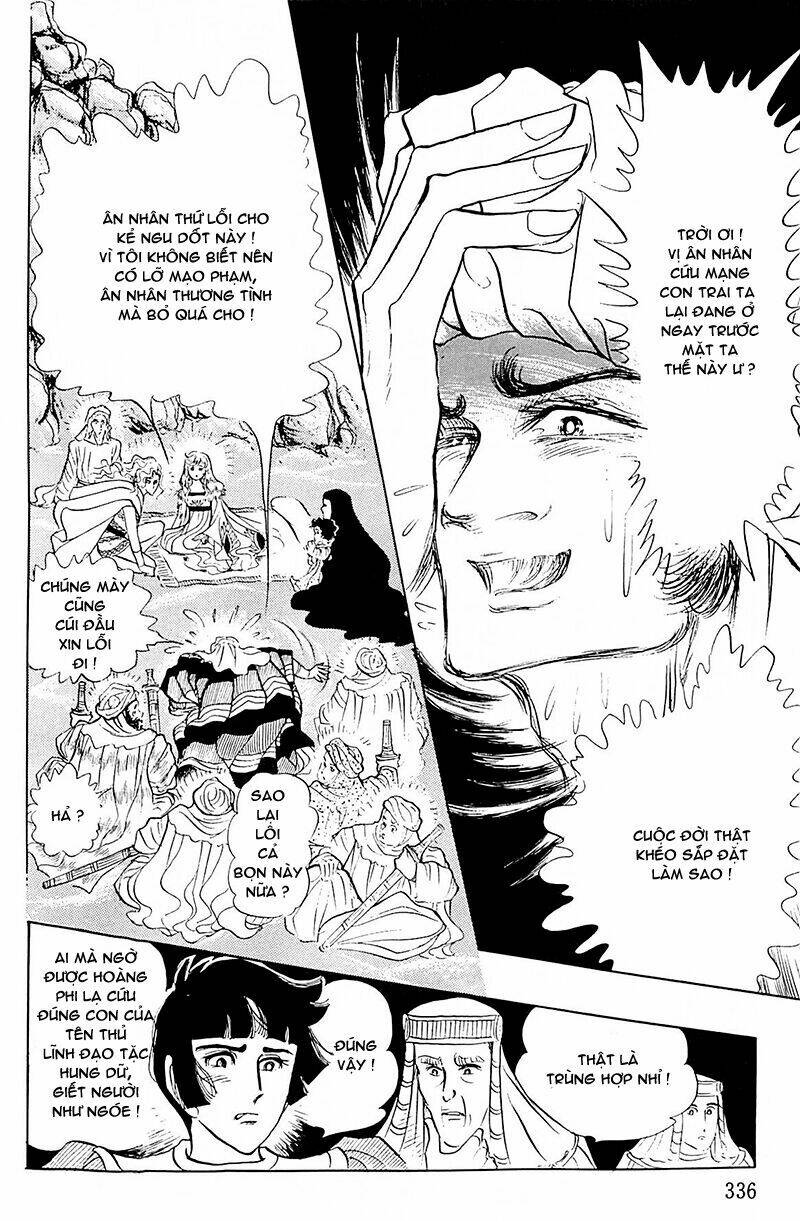 TRỜI ƠI !
VỊ ÂN NHÂN
CỨU MẠNG
CON TRAI TA
LẠI ĐANG Ở
NGAY TRƯỚC
MẶT TA
THẾ NÀY Ư ?
CUỘC ĐỜI THẬT
KHÉO SẮP ĐẶT
LÀM SAO !
ÂN NHÂN THỨ LỖI CHO
KẺ NGU DỐT NÀY !
VÌ TÔI KHÔNG BIẾT NÊN
CÓ LỠ MẠO PHẠM,
ÂN NHÂN THƯƠNG TÌNH
MÀ BỎ QUÁ CHO !
CHÚNG MÀY
CŨNG
CÚI ĐẦU
XIN LỖI
ĐI !
SAO
LẠI
LÔI
CẢ
BỌN NÀY
NỮA ?
HẢ ?
AI MÀ NGỜ
ĐƯỢC HOÀNG
PHI LẠ CỨU
ĐÚNG CON CỦA
TÊN THỦ
LĨNH ĐẠO TẶC
HUNG DỮ,
GIẾT NGƯỜI
NHƯ NGÓE !
ĐÚNG
VẬY !
THẬT LÀ
TRÙNG HỢP NHỈ !
336